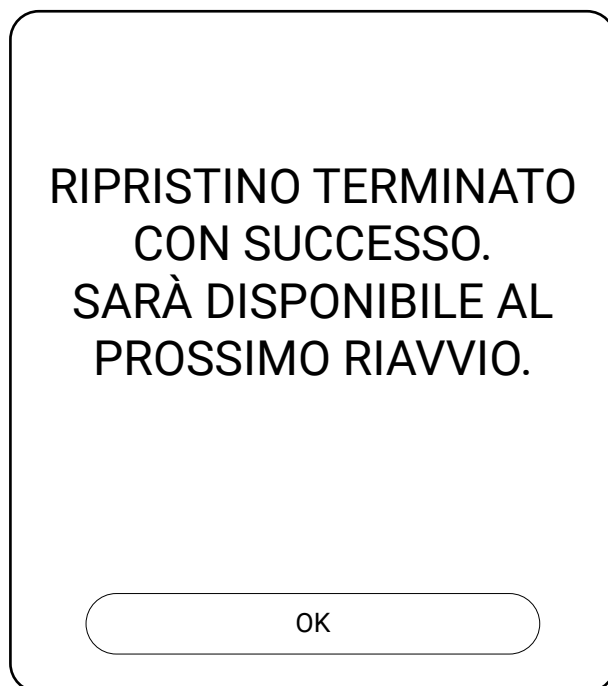 RIPRISTINO TERMINATO
CON SUCCESSO.
SARÀ DISPONIBILE AL
PROSSIMO RIAVVIO.
OK